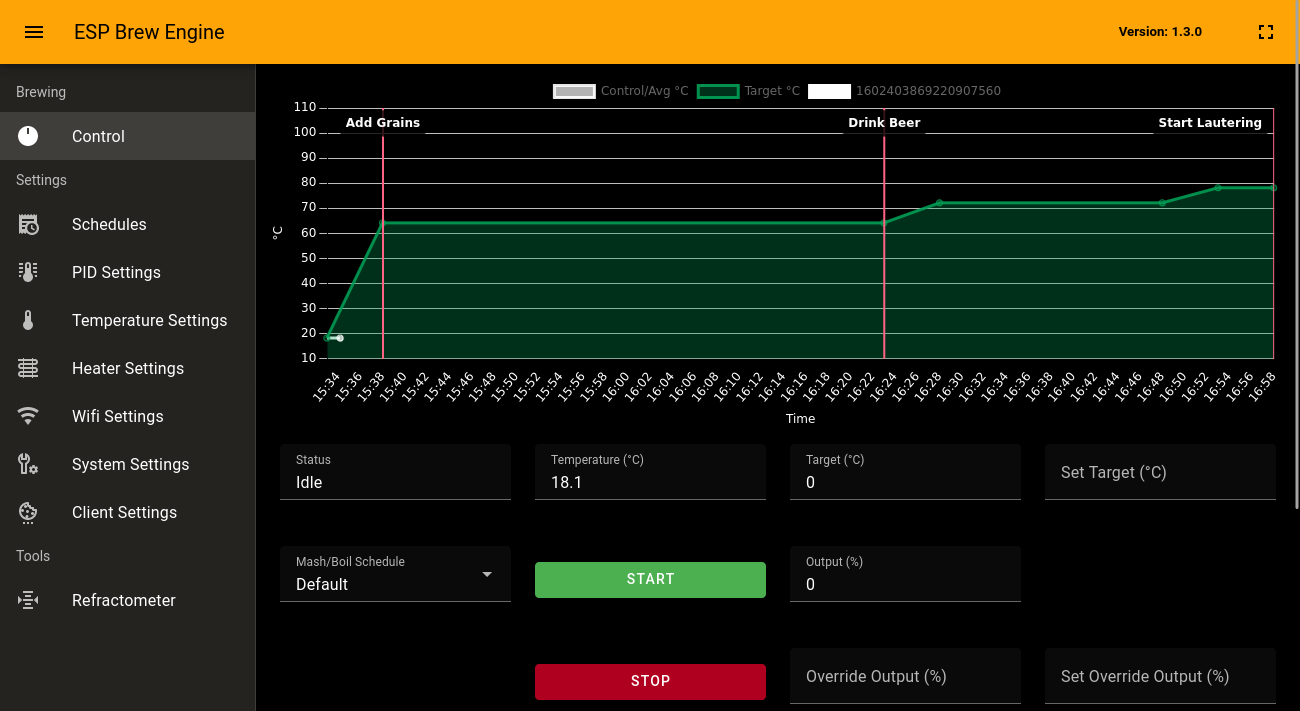 ESP Brew Engine
Version: 1.3.0
Brewing
Control
Settings
Schedules
PID Settings
Temperature Settings
Heater Settings
Wifi Settings
System Settings
Client Settings
Tools
Refractometer
Control/Avg °C Target °C 1602403869220907560
110
100
90
80
70
60
50
40
30
20
10
°C
Add Grains Drink Beer Start Lautering
15:34 15:36 15:38 15:40 15:42 15:44 15:46 15:48 15:50 15:52 15:54 15:56 15:58 16:00 16:02 16:04 16:06 16:08 16:10 16:12 16:14 16:16 16:18 16:20 16:22 16:24 16:26 16:28 16:30 16:32 16:34 16:36 16:38 16:40 16:42 16:44 16:46 16:48 16:50 16:52 16:54 16:56 16:58
Time
Status
Idle
Temperature (°C)
18.1
Target (°C)
0
Set Target (°C)
Mash/Boil Schedule
Default
START
Output (%)
0
STOP
Override Output (%)
Set Override Output (%)